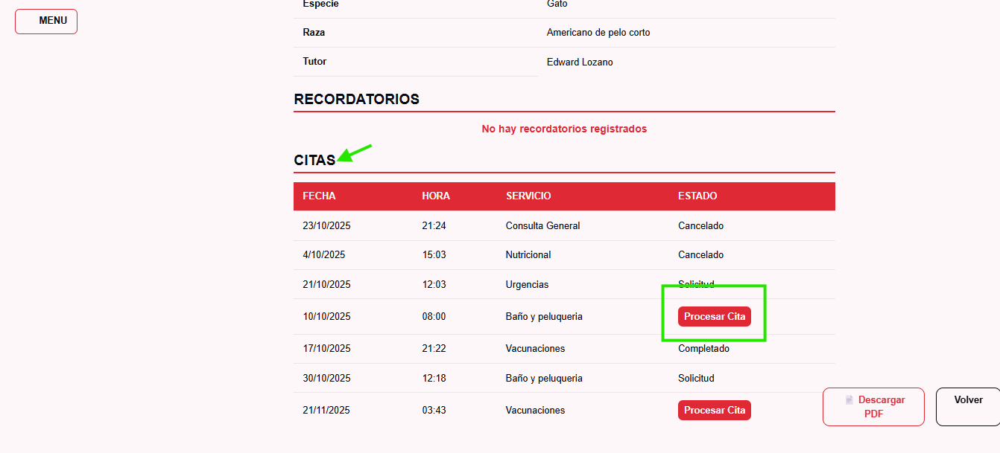 MENU
Especie Gato
Raza Americano de pelo corto
Tutor Edward Lozano
RECORDATORIOS
No hay recordatorios registrados
CITAS
FECHA HORA SERVICIO ESTADO
23/10/2025 21:24 Consulta General Cancelado
4/10/2025 15:03 Nutricional Cancelado
21/10/2025 12:03 Urgencias Solicitud
10/10/2025 08:00 Baño y peluqueria Procesar Cita
17/10/2025 21:22 Vacunaciones Completado
30/10/2025 12:18 Baño y peluqueria Solicitud
21/11/2025 03:43 Vacunaciones Procesar Cita
Descargar
PDF
Volver